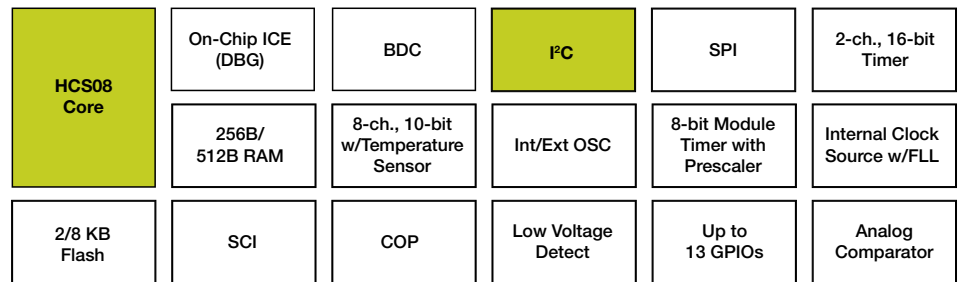 HCS08
Core
On-Chip ICE
(DBG)
BDC
I²C
SPI
2-ch., 16-bit
Timer
256B/
512B RAM
8-ch., 10-bit
w/Temperature
Sensor
Int/Ext OSC
8-bit Module
Timer with
Prescaler
Internal Clock
Source w/FLL
2/8 KB
Flash
SCI
COP
Low Voltage
Detect
Up to
13 GPIOs
Analog
Comparator